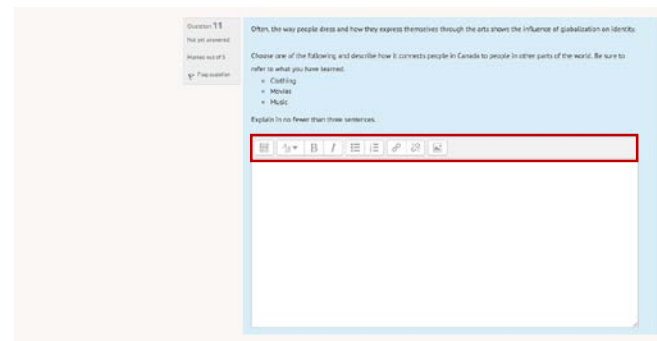 Question 11
Not yet answered
Marked out of 5
Flag question
Often, the way people dress and how they express themselves through the arts shows the influence of globalization on identity.
Choose one of the following and describe how it connects people in Canada to people in other parts of the world. Be sure to
refer to what you have learned.
Clothing
Movies
Music
Explain in no fewer than three sentences.
B I